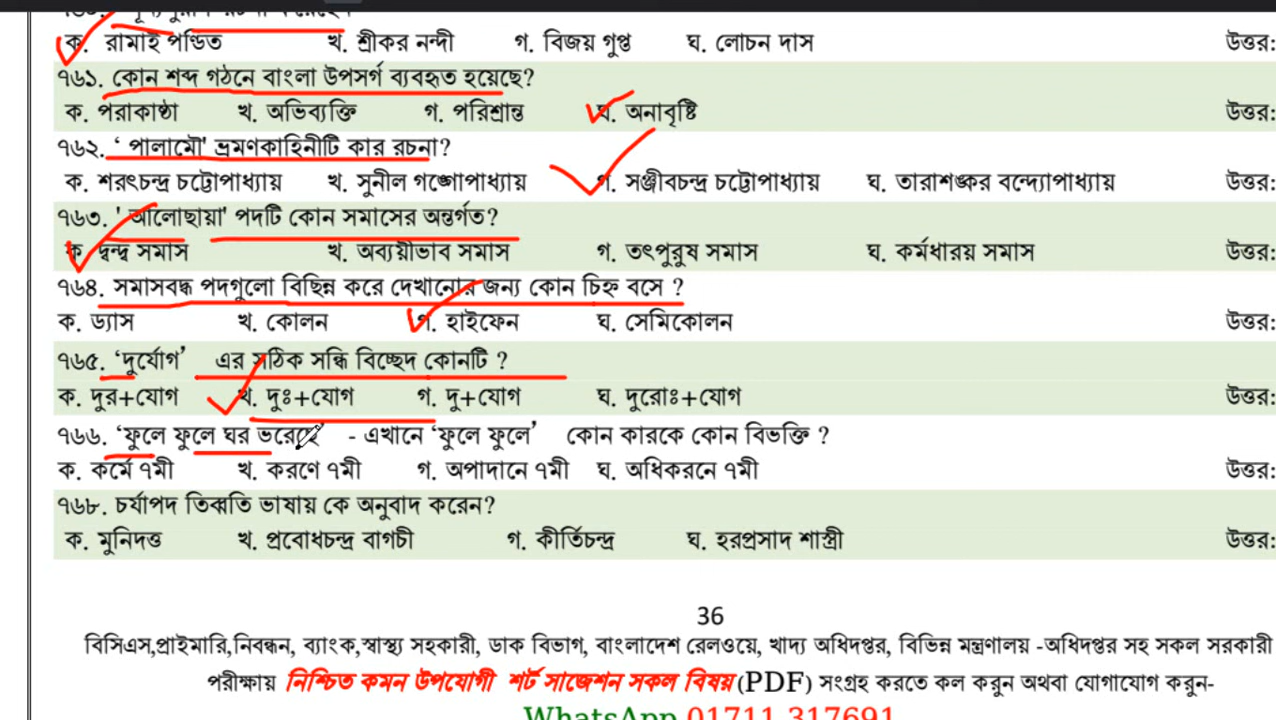 ক. রামাই পণ্ডিত খ. শ্রীকর নন্দী গ. বিজয় গুপ্ত ঘ. লোচন দাস উত্তর:
৭৬১. কোন শব্দ গঠনে বাংলা উপসর্গ ব্যবহৃত হয়েছে?
ক. পরাকাষ্ঠা খ. অভিব্যক্তি গ. পরিশ্রান্ত ঘ. অনাবৃষ্টি উত্তর:
৭৬২. ‘ পালামৌ' ভ্রমণকাহিনীটি কার রচনা?
ক. শরৎচন্দ্র চট্টোপাধ্যায় খ. সুনীল গঙ্গোপাধ্যায় গ. সঞ্জীবচন্দ্র চট্টোপাধ্যায় ঘ. তারাশঙ্কর বন্দ্যোপাধ্যায় উত্তর:
৭৬৩. ' আলোছায়া' পদটি কোন সমাসের অন্তর্গত?
ক. দ্বন্দ্ব সমাস খ. অব্যয়ীভাব সমাস গ. তৎপুরুষ সমাস ঘ. কর্মধারয় সমাস উত্তর:
৭৬৪. সমাসবদ্ধ পদগুলো বিছিন্ন করে দেখানোর জন্য কোন চিহ্ন বসে ?
ক. ড্যাস খ. কোলন গ. হাইফেন ঘ. সেমিকোলন উত্তর:
৭৬৫. ‘দুর্যোগ’ এর সঠিক সন্ধি বিচ্ছেদ কোনটি ?
ক. দুর+যোগ খ. দুঃ+যোগ গ. দু+যোগ ঘ. দুরোঃ+যোগ উত্তর:
৭৬৬. ‘ফুলে ফুলে ঘর ভরেছে’ - এখানে ‘ফুলে ফুলে’ কোন কারকে কোন বিভক্তি ?
ক. কর্মে ৭মী খ. করণে ৭মী গ. অপাদানে ৭মী ঘ. অধিকরনে ৭মী উত্তর:
৭৬৮. চর্যাপদ তিব্বতি ভাষায় কে অনুবাদ করেন?
ক. মুনিদত্ত খ. প্রবোধচন্দ্র বাগচী গ. কীর্তিচন্দ্র ঘ. হরপ্রসাদ শাস্ত্রী উত্তর:
36
বিসিএস,প্রাইমারি,নিবন্ধন, ব্যাংক,স্বাস্থ্য সহকারী, ডাক বিভাগ, বাংলাদেশ রেলওয়ে, খাদ্য অধিদপ্তর, বিভিন্ন মন্ত্রণালয় -অধিদপ্তর সহ সকল সরকারী
পরীক্ষায় নিশ্চিত কমন উপযোগী শর্ট সাজেশন সকল বিষয়(PDF) সংগ্রহ করতে কল করুন অথবা যোগাযোগ করুন-
WhatsApp 01711 317691